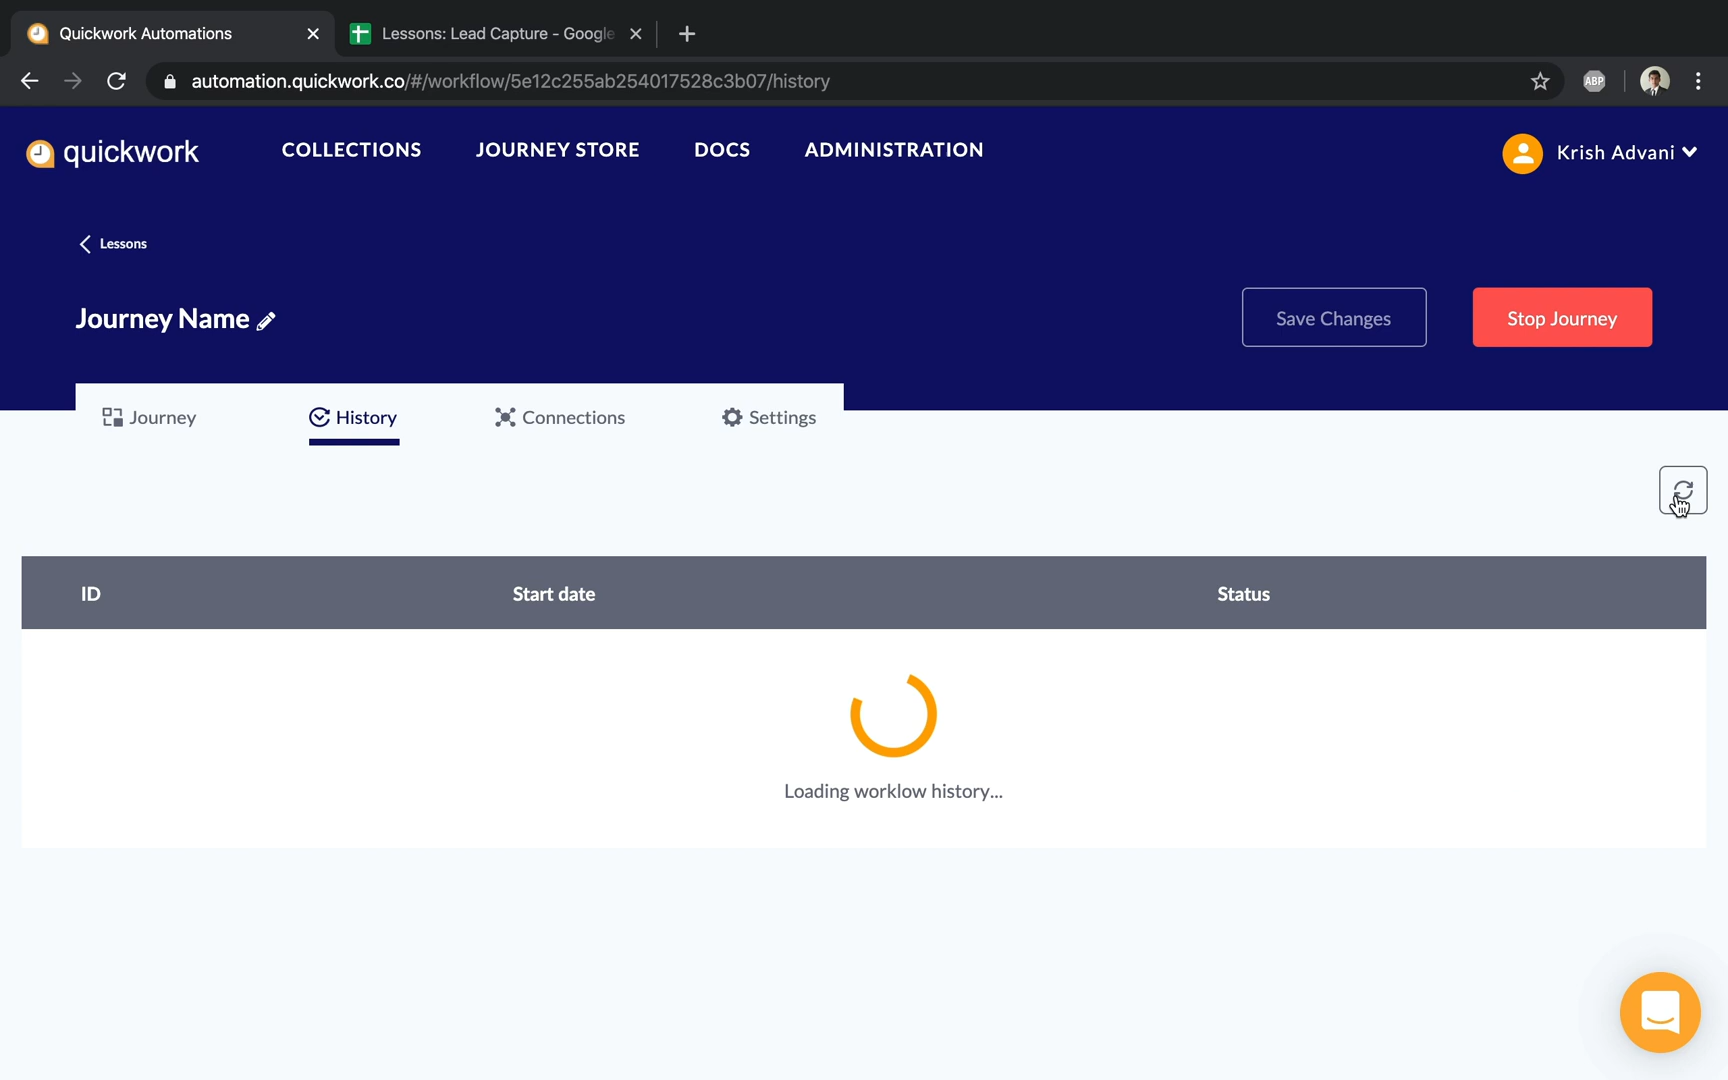 Quickwork Automations
Lessons: Lead Capture - Google
automation.quickwork.co/#/workflow/5e12c255ab254017528c3b07/history
ABP
quickwork
COLLECTIONS
JOURNEY STORE
DOCS
ADMINISTRATION
Krish Advani
Lessons
Journey Name
Save Changes
Stop Journey
Journey
History
Connections
Settings
ID
Start date
Status
Loading worklow history...